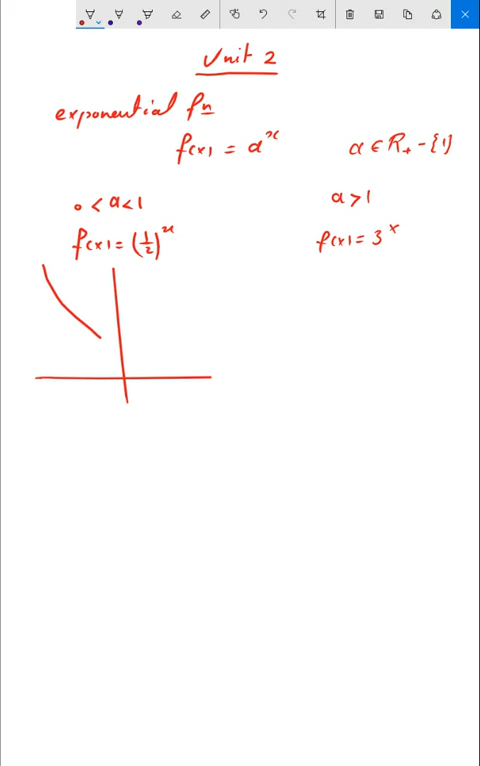 Unit 2
exponential fn
f(x) = a^x a ∈ R+ - {1}
0 < a < 1 a > 1
f(x) = (1/2)^x f(x) = 3^x